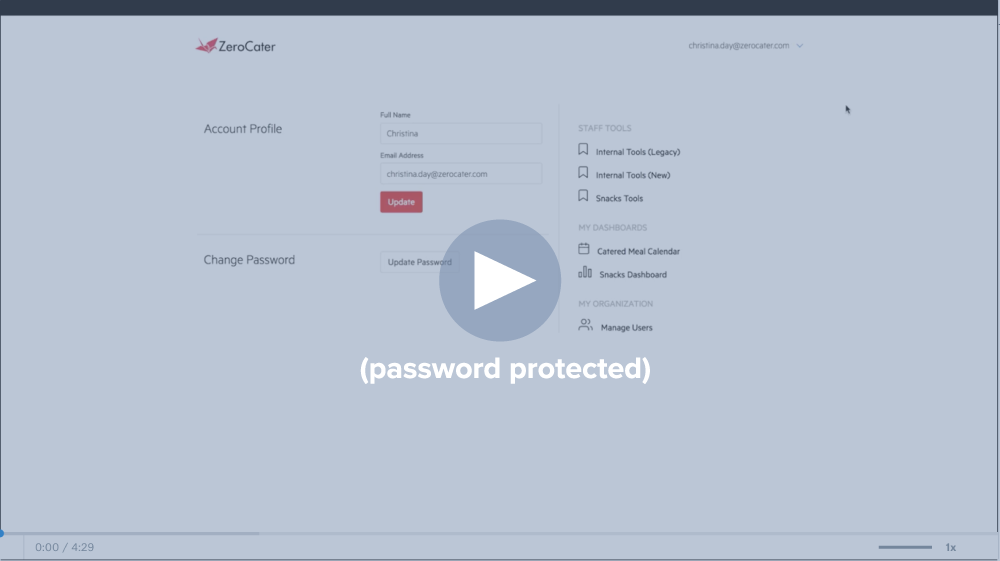 ZeroCater
christina.day@zerocater.com
Account Profile
Full Name
Christina
Email Address
christina.day@zerocater.com
Update
Change Password
Update Password
STAFF TOOLS
Internal Tools (Legacy)
Internal Tools (New)
Snacks Tools
MY DASHBOARDS
Catered Meal Calendar
Snacks Dashboard
MY ORGANIZATION
Manage Users
(password protected)
0:00 / 4:29
1x